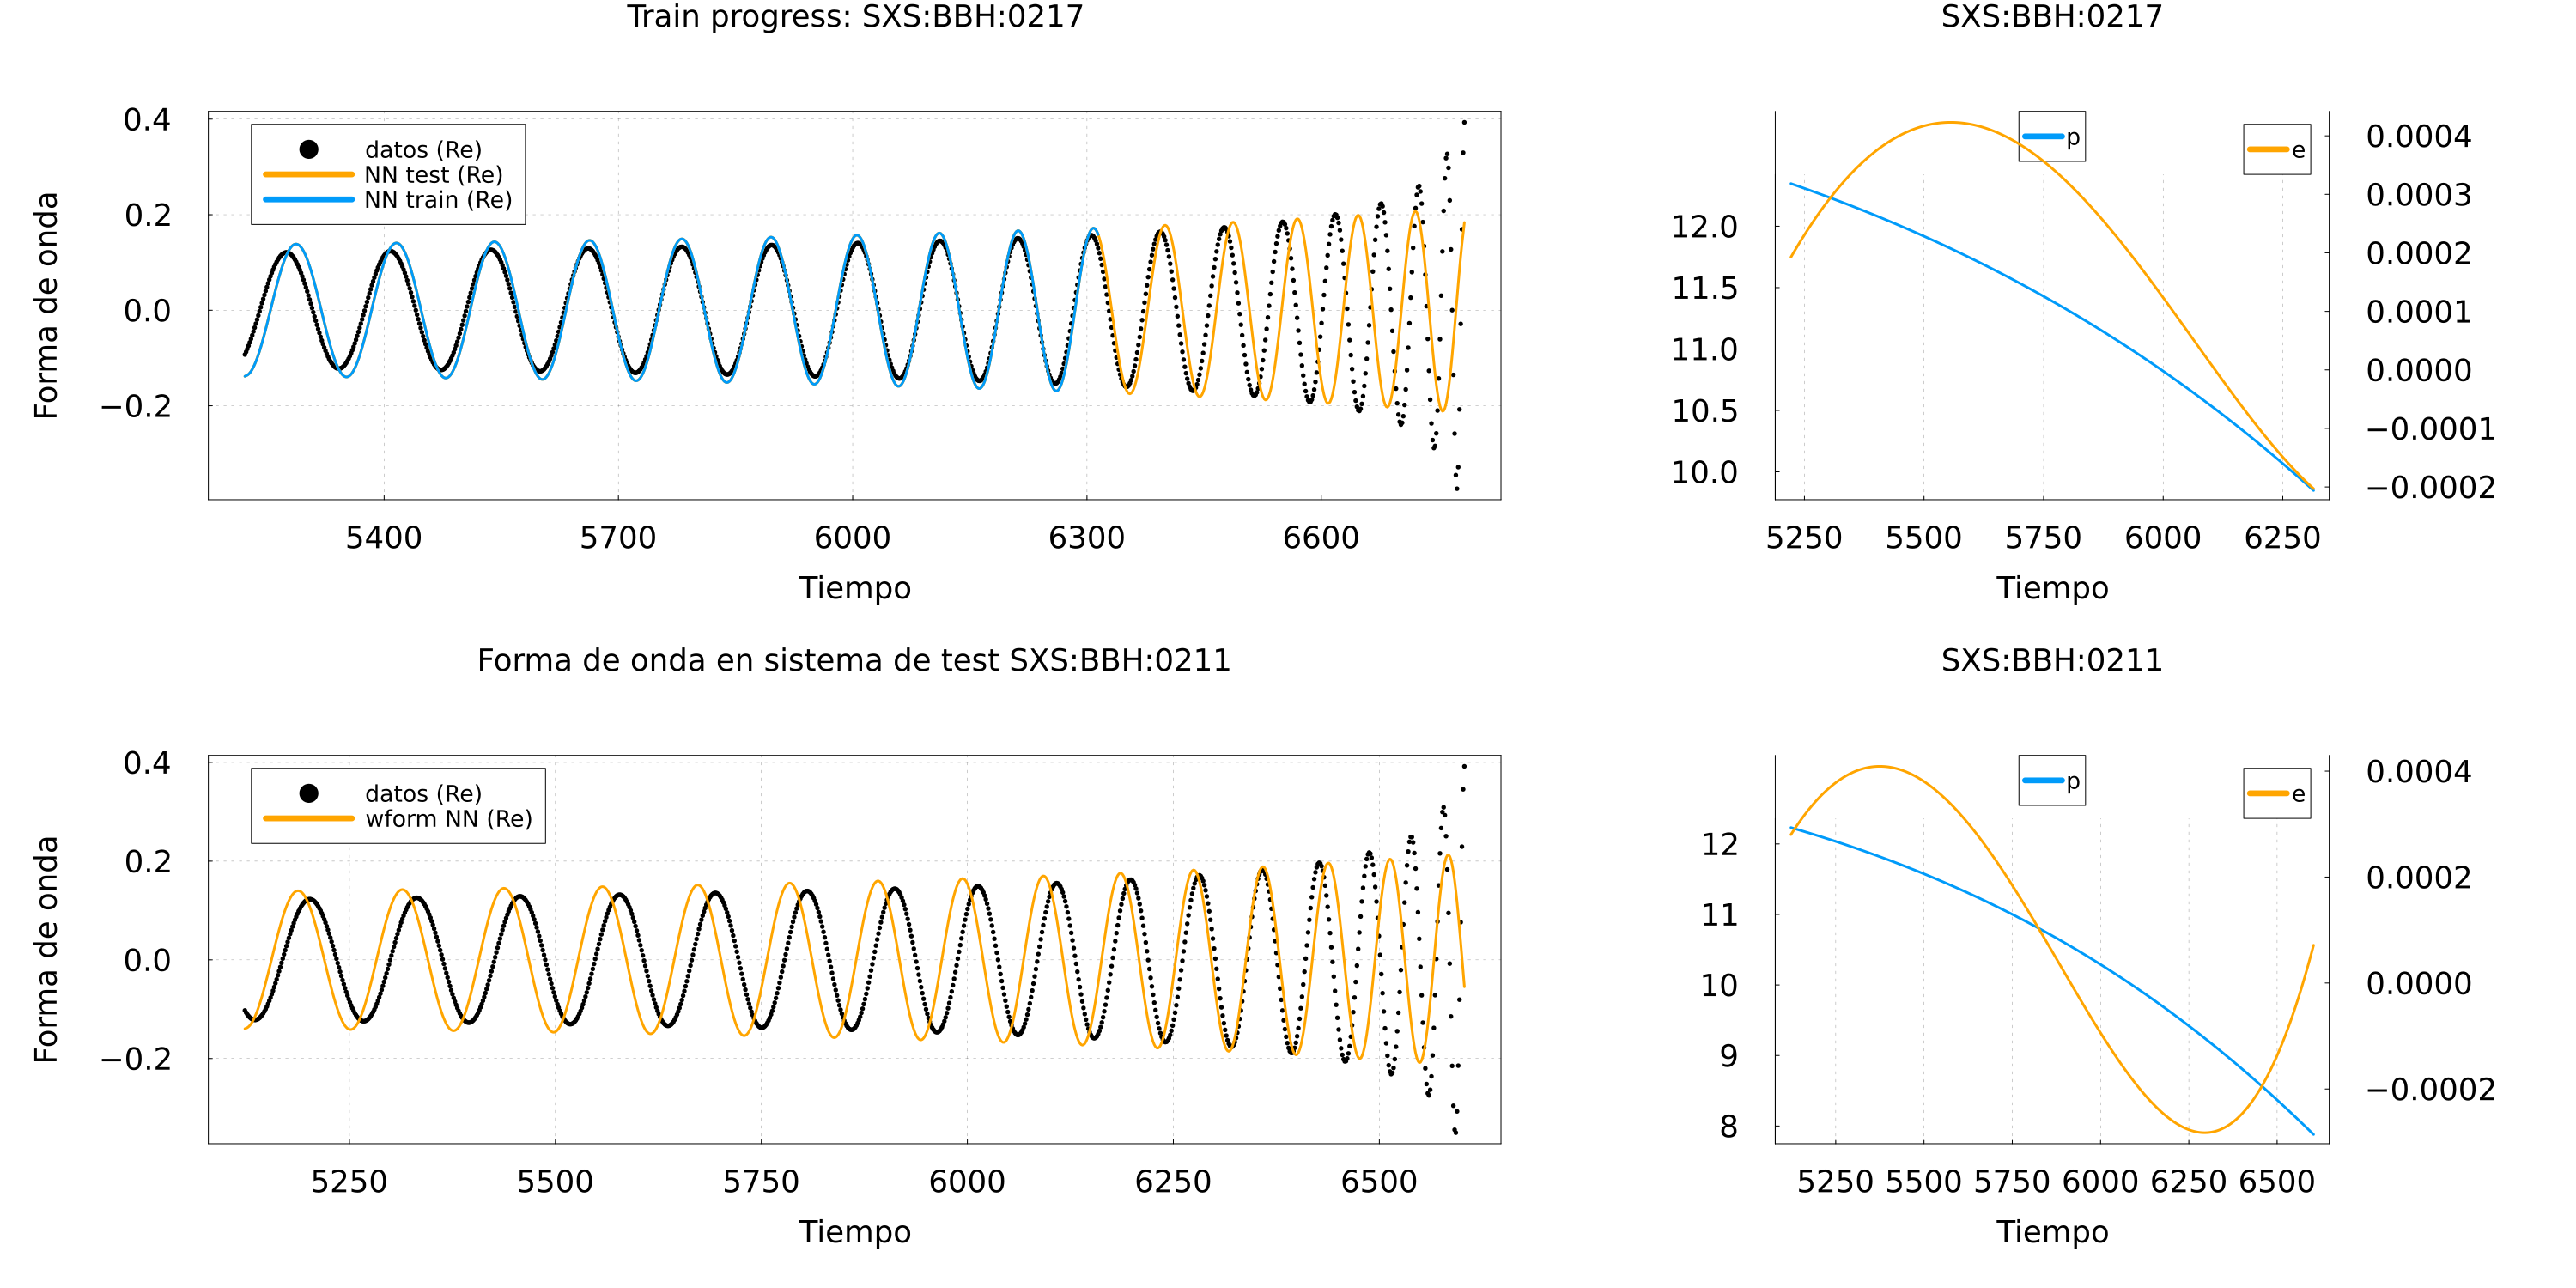 Train progress: SXS:BBH:0217
Forma de onda
0.4
0.2
0.0
−0.2
datos (Re)
NN test (Re)
NN train (Re)
5400 5700 6000 6300 6600
Tiempo
SXS:BBH:0217
12.0
11.5
11.0
10.5
10.0
p
e
0.0004
0.0003
0.0002
0.0001
0.0000
−0.0001
−0.0002
5250 5500 5750 6000 6250
Tiempo
Forma de onda en sistema de test SXS:BBH:0211
Forma de onda
0.4
0.2
0.0
−0.2
datos (Re)
wform NN (Re)
5250 5500 5750 6000 6250 6500
Tiempo
SXS:BBH:0211
12
11
10
9
8
p
e
0.0004
0.0002
0.0000
−0.0002
5250 5500 5750 6000 6250 6500
Tiempo